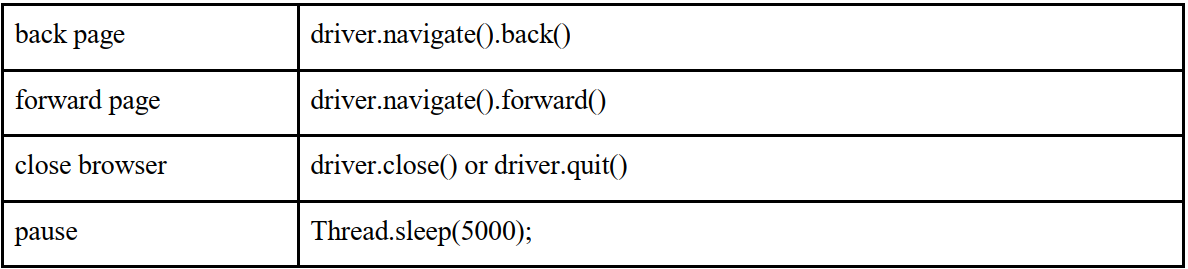 back page driver.navigate().back()
forward page driver.navigate().forward()
close browser driver.close() or driver.quit()
pause Thread.sleep(5000);